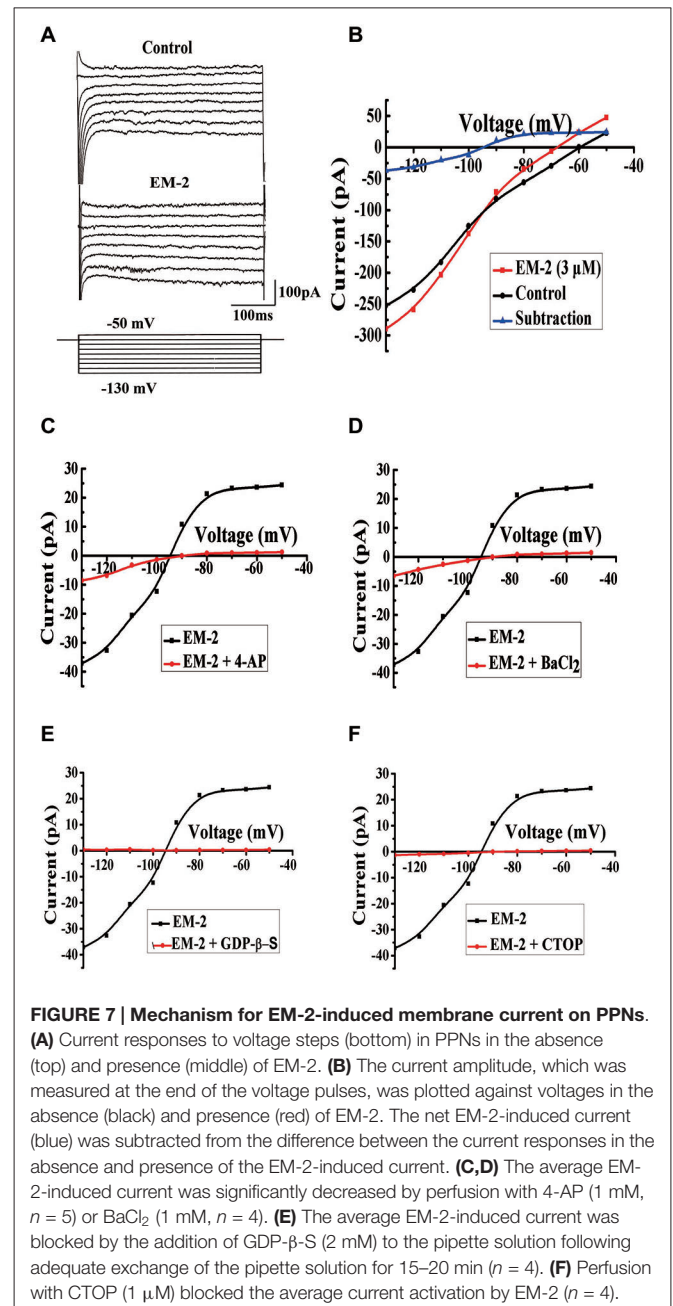 A
Control
EM-2
100pA
100ms
-50 mV
-130 mV
B
Voltage (mV)
-120 -100 -80 -60 -40
50
25
0
-25
-50
-100
-150
-200
-250
-300
Current (pA)
EM-2 (3 µM)
Control
Subtraction
C
30
20
10
0
-10
-20
-30
-40
Current (pA)
Voltage (mV)
-120 -100 -80 -60 -40
EM-2
EM-2 + 4-AP
D
30
20
10
0
-10
-20
-30
-40
Current (pA)
Voltage (mV)
-120 -100 -80 -60 -40
EM-2
EM-2 + BaCl₂
E
30
20
10
0
-10
-20
-30
-40
Current (pA)
Voltage (mV)
-120 -100 -80 -60 -40
EM-2
EM-2 + GDP-β–S
F
30
20
10
0
-10
-20
-30
-40
Current (pA)
Voltage (mV)
-120 -100 -80 -60 -40
EM-2
EM-2 + CTOP
FIGURE 7 | Mechanism for EM-2-induced membrane current on PPNs.
(A) Current responses to voltage steps (bottom) in PPNs in the absence
(top) and presence (middle) of EM-2. (B) The current amplitude, which was
measured at the end of the voltage pulses, was plotted against voltages in the
absence (black) and presence (red) of EM-2. The net EM-2-induced current
(blue) was subtracted from the difference between the current responses in the
absence and presence of the EM-2-induced current. (C,D) The average EM-
2-induced current was significantly decreased by perfusion with 4-AP (1 mM,
n = 5) or BaCl₂ (1 mM, n = 4). (E) The average EM-2-induced current was
blocked by the addition of GDP-β-S (2 mM) to the pipette solution following
adequate exchange of the pipette solution for 15–20 min (n = 4). (F) Perfusion
with CTOP (1 µM) blocked the average current activation by EM-2 (n = 4).